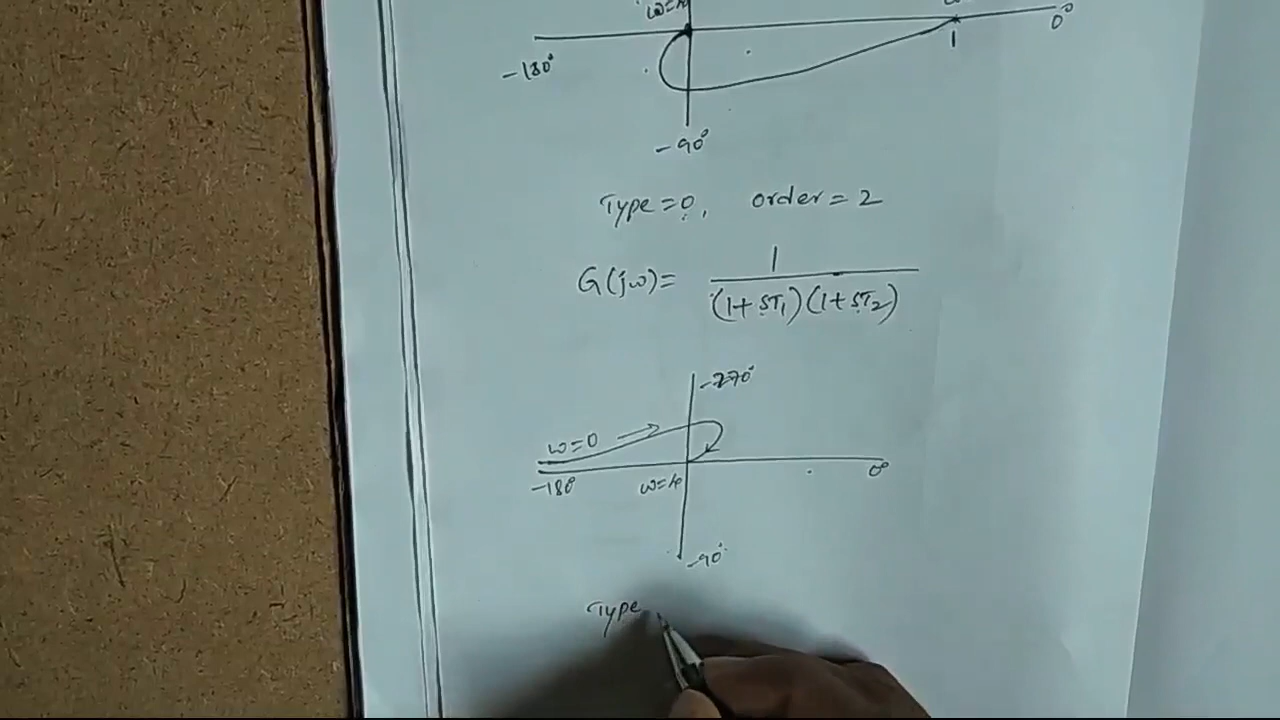 0°
1
-180°
-90°
Type=0, order=2
G(jω)= 1
(1+ST₁)(1+ST₂)
-270°
ω=0
-180° ω=∞ 0°
-90°
Type